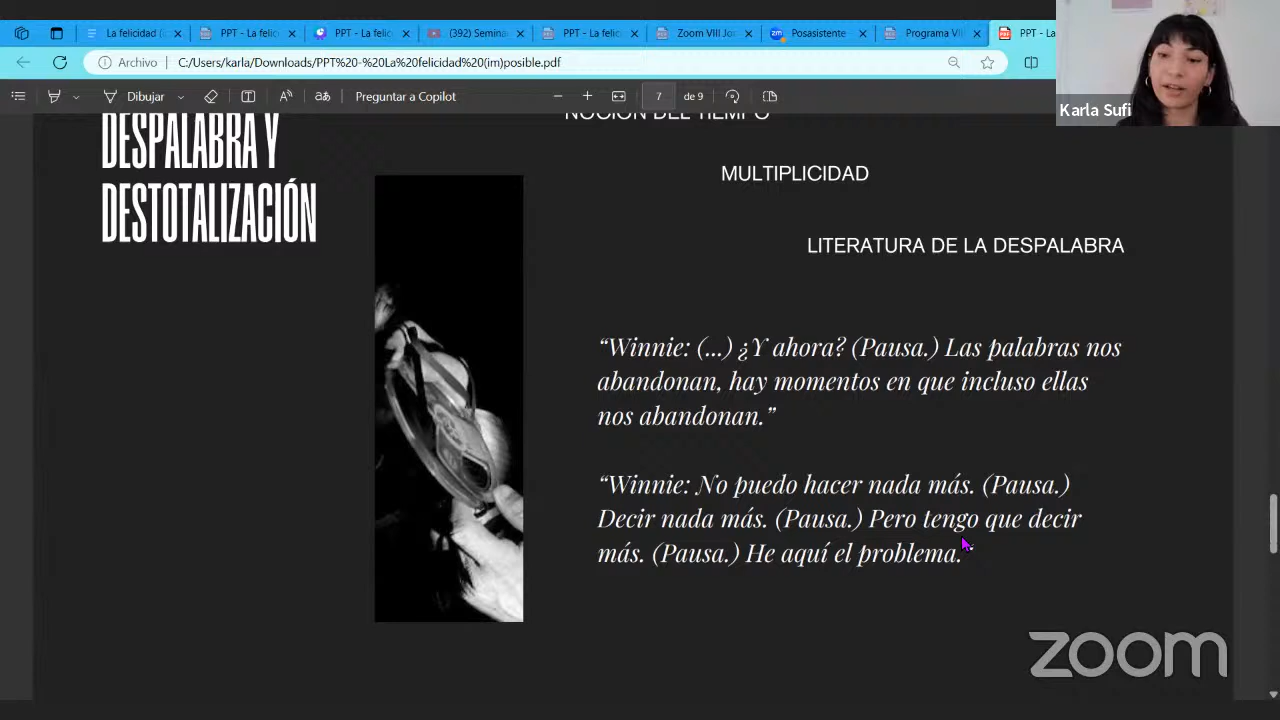 La felicidad (i
PPT - La felic
PPT - La felic
(392) Semina
PPT - La felic
Zoom VIII Jor
Posasistente -
Programa VII
PPT - La
Archivo
C:/Users/karla/Downloads/PPT%20-%20La%20felicidad%20(im)posible.pdf
Dibujar
Preguntar a Copilot
7
de 9
Karla Sufi
NOCIÓN DEL TIEMPO
DESPALABRA Y
DESTOTALIZACIÓN
MULTIPLICIDAD
LITERATURA DE LA DESPALABRA
“Winnie: (...) ¿Y ahora? (Pausa.) Las palabras nos
abandonan, hay momentos en que incluso ellas
nos abandonan.”
“Winnie: No puedo hacer nada más. (Pausa.)
Decir nada más. (Pausa.) Pero tengo que decir
más. (Pausa.) He aquí el problema.
zoom